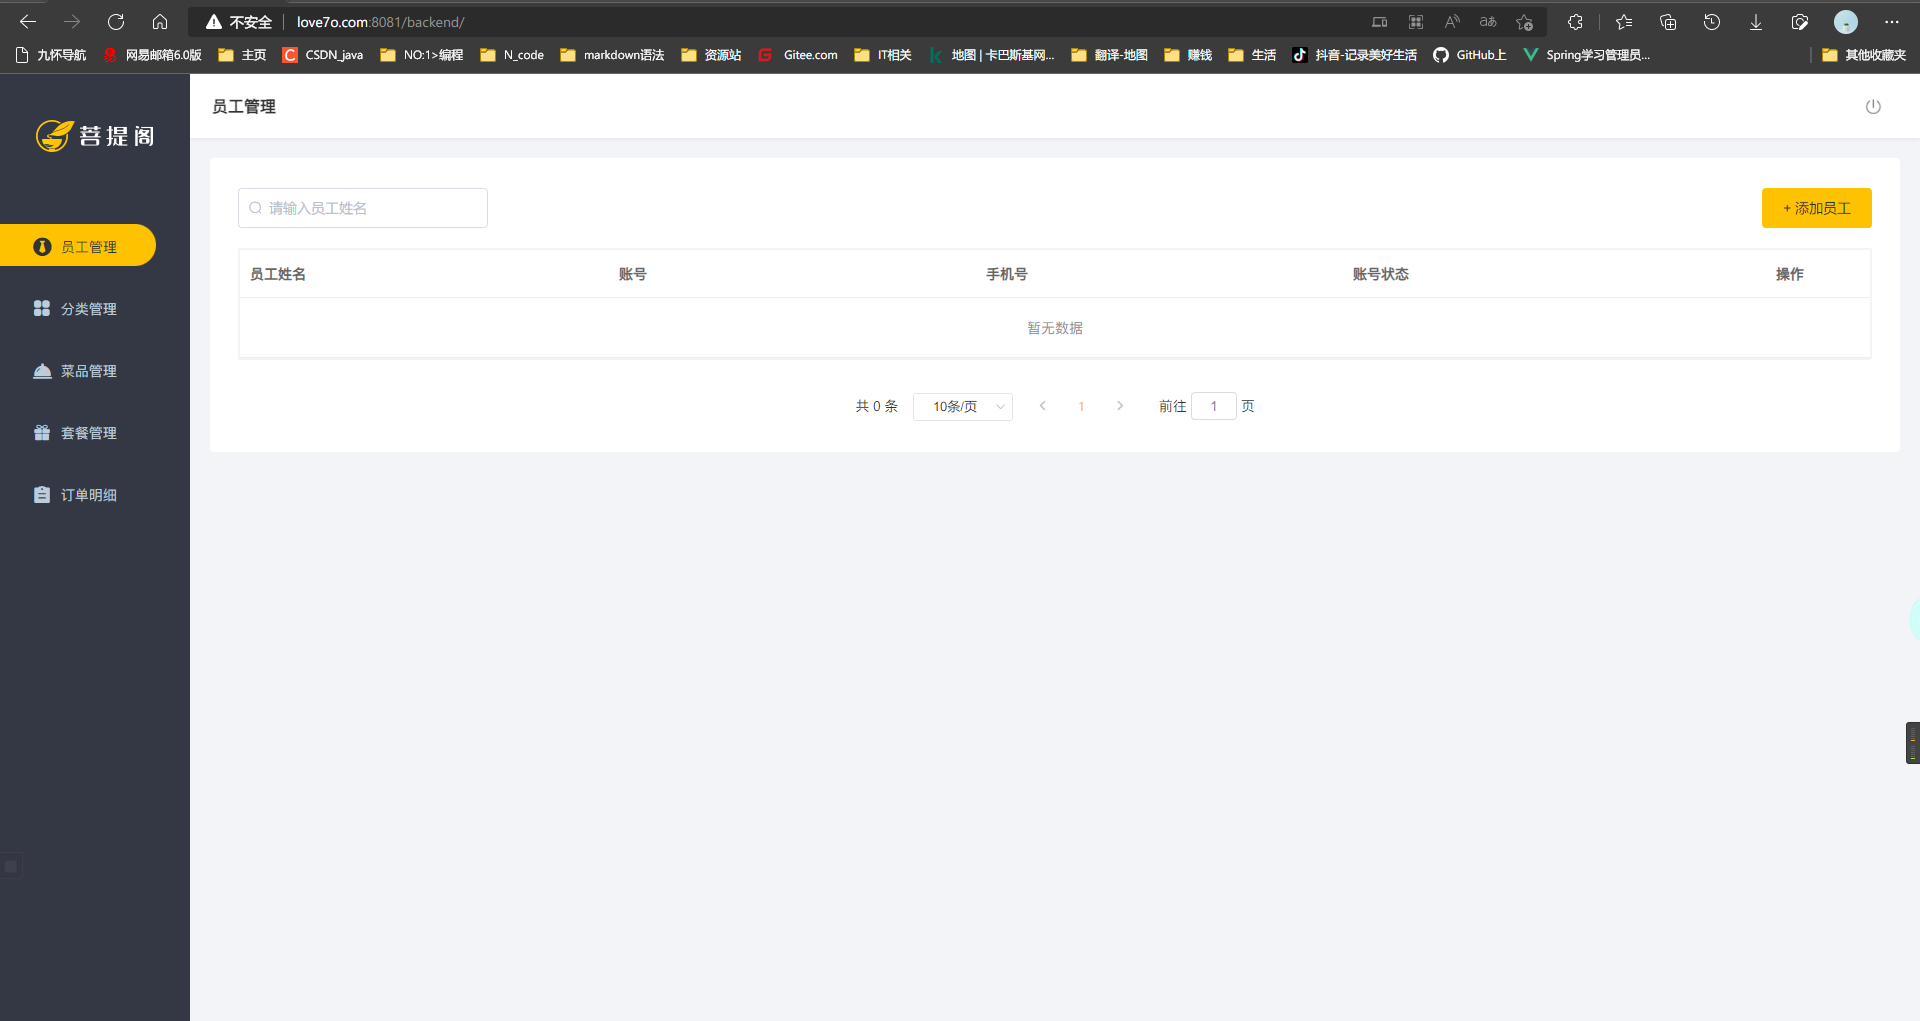 不安全 love7o.com:8081/backend/
九怀导航 网易邮箱6.0版 主页 CSDN_java NO:1>编程 N_code markdown语法 资源站 Gitee.com IT相关 地图 | 卡巴斯基网... 翻译-地图 赚钱 生活 抖音-记录美好生活 GitHub上 Spring学习管理员... 其他收藏夹
菩提阁
员工管理
分类管理
菜品管理
套餐管理
订单明细
员工管理
请输入员工姓名
+ 添加员工
员工姓名 账号 手机号 账号状态 操作
暂无数据
共 0 条 10条/页 1 前往 1 页